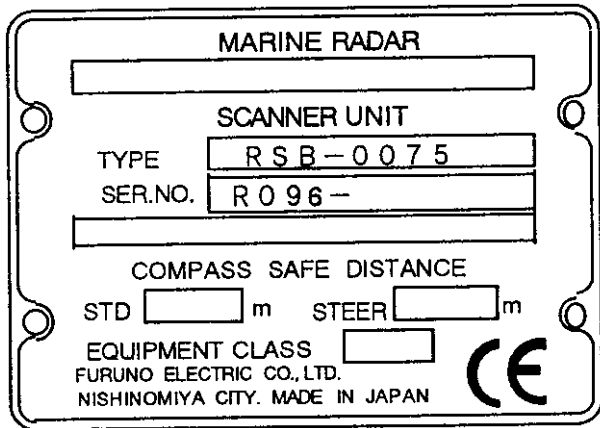 MARINE RADAR
SCANNER UNIT
TYPE RSB-0075
SER.NO. R096-
COMPASS SAFE DISTANCE
STD m STEER m
EQUIPMENT CLASS
FURUNO ELECTRIC CO., LTD.
NISHINOMIYA CITY. MADE IN JAPAN CE